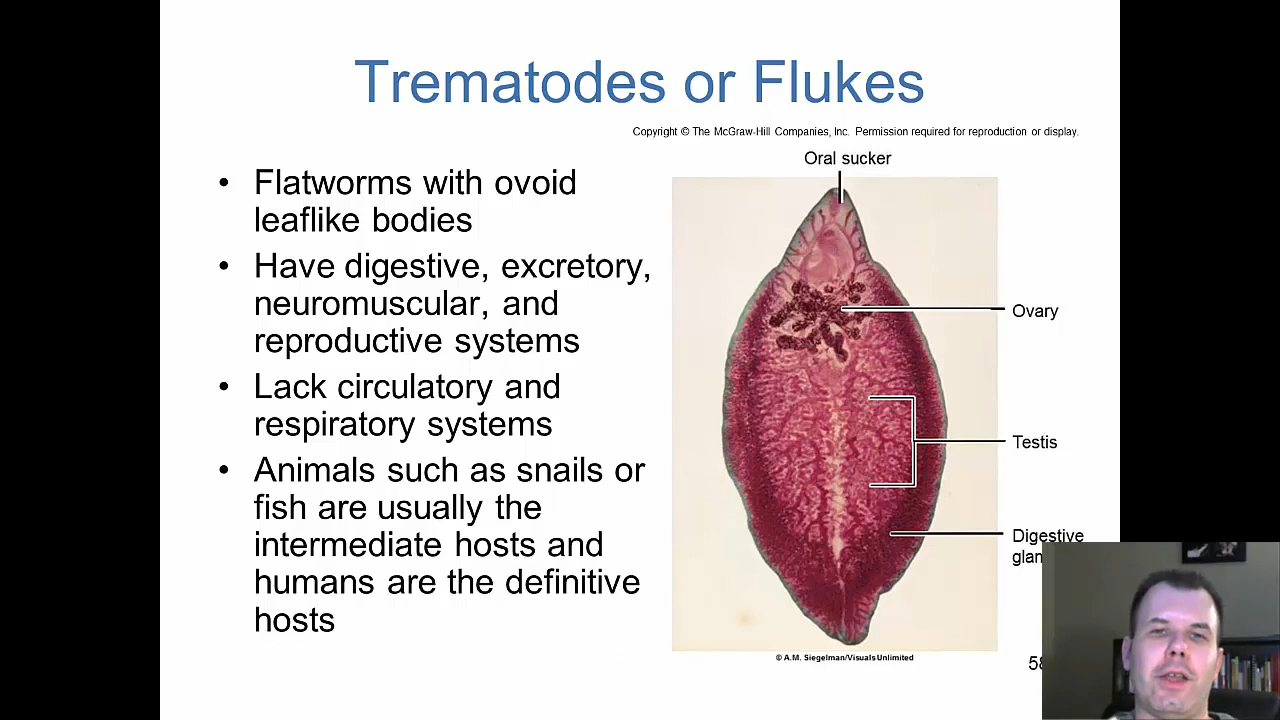 Trematodes or Flukes
Copyright © The McGraw-Hill Companies, Inc. Permission required for reproduction or display.
• Flatworms with ovoid
leaflike bodies
• Have digestive, excretory,
neuromuscular, and
reproductive systems
• Lack circulatory and
respiratory systems
• Animals such as snails or
fish are usually the
intermediate hosts and
humans are the definitive
hosts
Oral sucker
Ovary
Testis
Digestive
© A.M. Siegelman/Visuals Unlimited